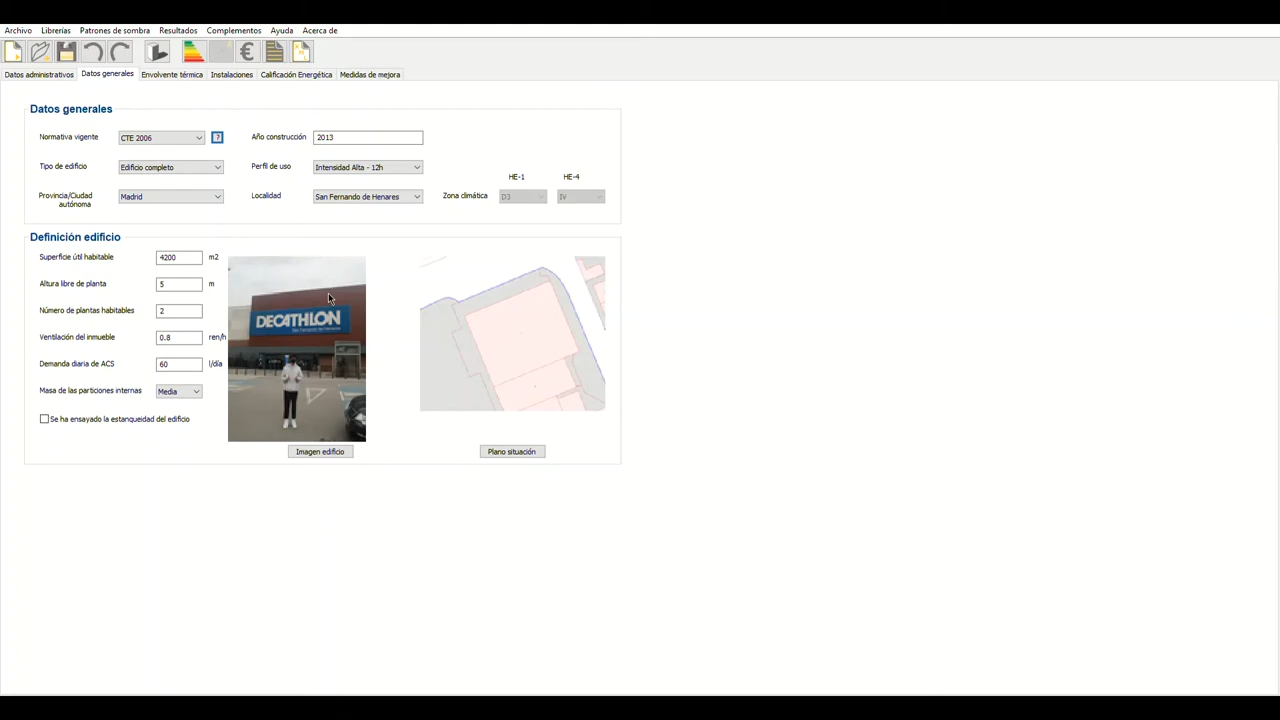 Archivo Librerías Patrones de sombra Resultados Complementos Ayuda Acerca de
Datos administrativos Datos generales Envolvente térmica Instalaciones Calificación Energética Medidas de mejora
Datos generales
Normativa vigente CTE 2006 ? Año construcción 2013
Tipo de edificio Edificio completo Perfil de uso Intensidad Alta - 12h
HE-1 HE-4
Provincia/Ciudad autónoma Madrid Localidad San Fernando de Henares Zona climática D3 IV
Definición edificio
Superficie útil habitable 4200 m2
Altura libre de planta 5 m
Número de plantas habitables 2
Ventilación del inmueble 0.8 ren/h
Demanda diaria de ACS 60 l/día
Masa de las particiones internas Media
Se ha ensayado la estanqueidad del edificio
DECATHLON
San Fernando de Henares
Imagen edificio Plano situación